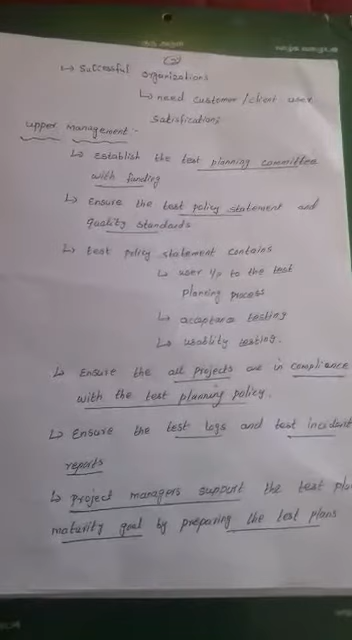 (2)
↳ Successful organizations
↳ need customer/client user
satisfactions
Upper management -
↳ Establish the test planning committee
with funding
↳ Ensure the test policy statement and
quality standards
↳ test policy statement contains
↳ user i/p to the test
planning process
↳ acceptance testing
↳ usability testing.
↳ Ensure the all projects are in compliance
with the test planning policy.
↳ Ensure the test logs and test incident
reports
↳ Project managers support the test pla
maturity goal by preparing the test plans